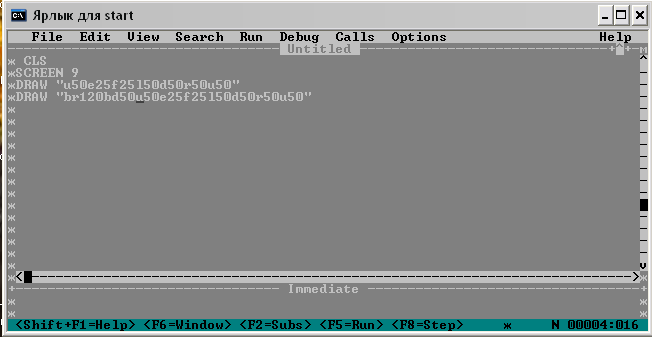 Ярлык для start
File Edit View Search Run Debug Calls Options Help
Untitled
CLS
SCREEN 9
DRAW "u50e25f25l50d50r50u50"
DRAW "br120bd50u50e25f25l50d50r50u50"
Immediate
<Shift+F1=Help> <F6=Window> <F2=Subs> <F5=Run> <F8=Step> N 00004:016